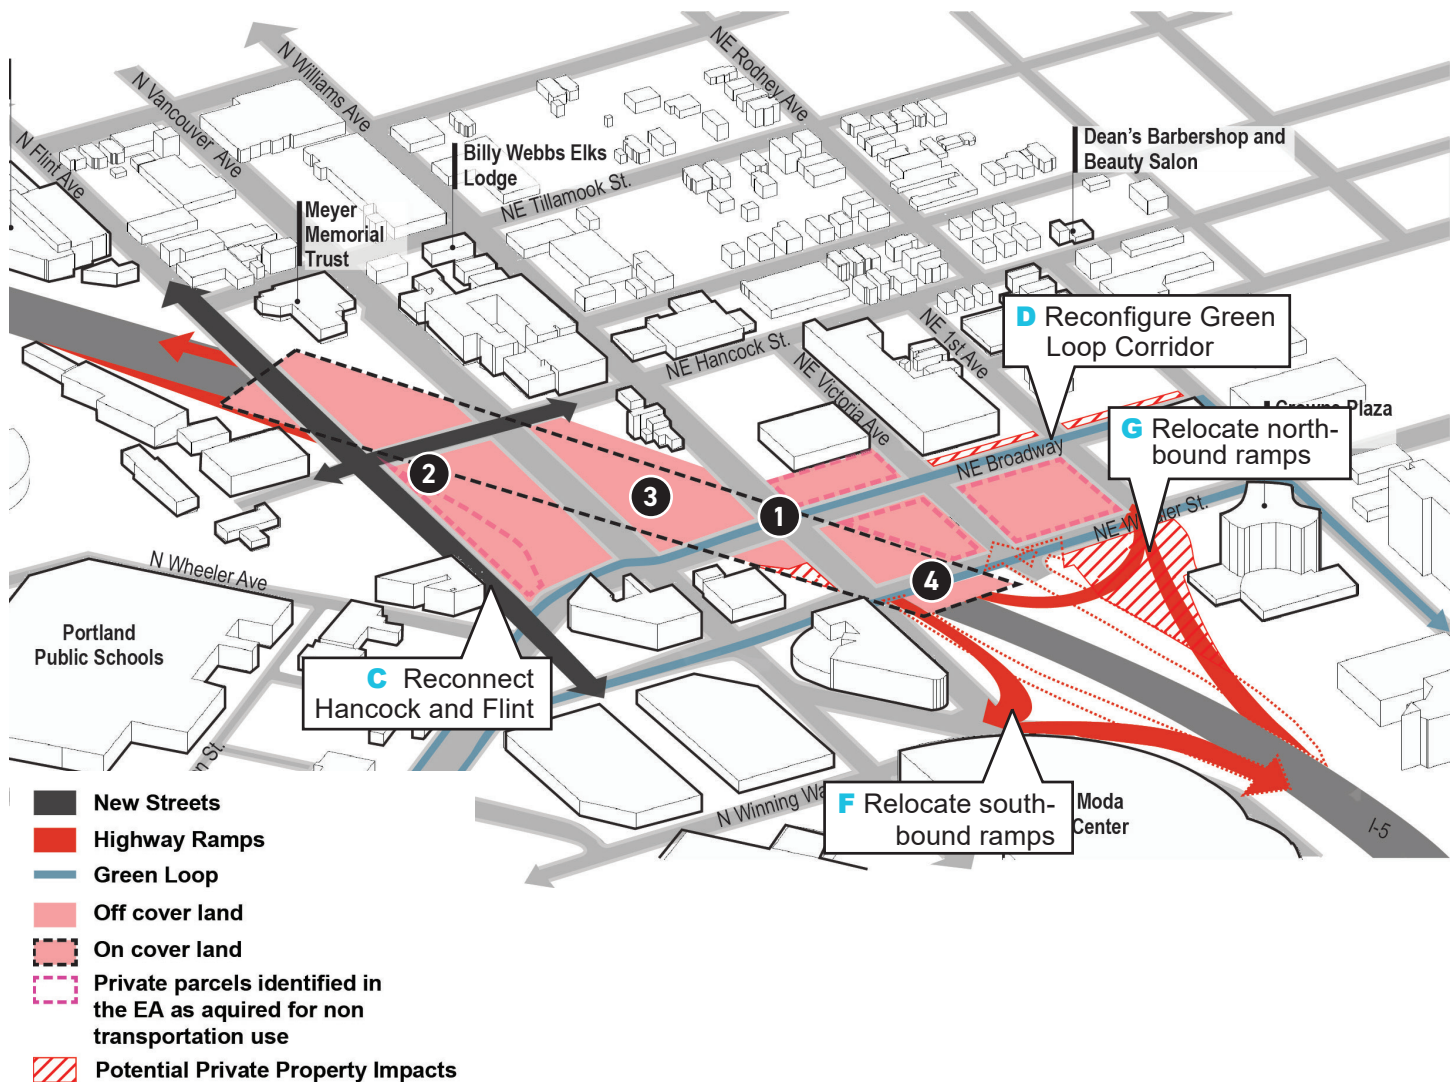 N Williams Ave
N Vancouver Ave
N Flint Ave
NE Rodney Ave
Dean's Barbershop and
Beauty Salon
Billy Webbs Elks
Lodge
NE Tillamook St.
Meyer
Memorial
Trust
NE Hancock St.
NE Victoria Ave
NE 1st Ave
D Reconfigure Green
Loop Corridor
Plaza
G Relocate north-
bound ramps
NE Broadway
2
3
1
4
N Wheeler Ave
Portland
Public Schools
C Reconnect
Hancock and Flint
St.
N Winning
F Relocate south-
bound ramps
Moda
Center
I-5
New Streets
Highway Ramps
Green Loop
Off cover land
On cover land
Private parcels identified in
the EA as aquired for non
transportation use
Potential Private Property Impacts